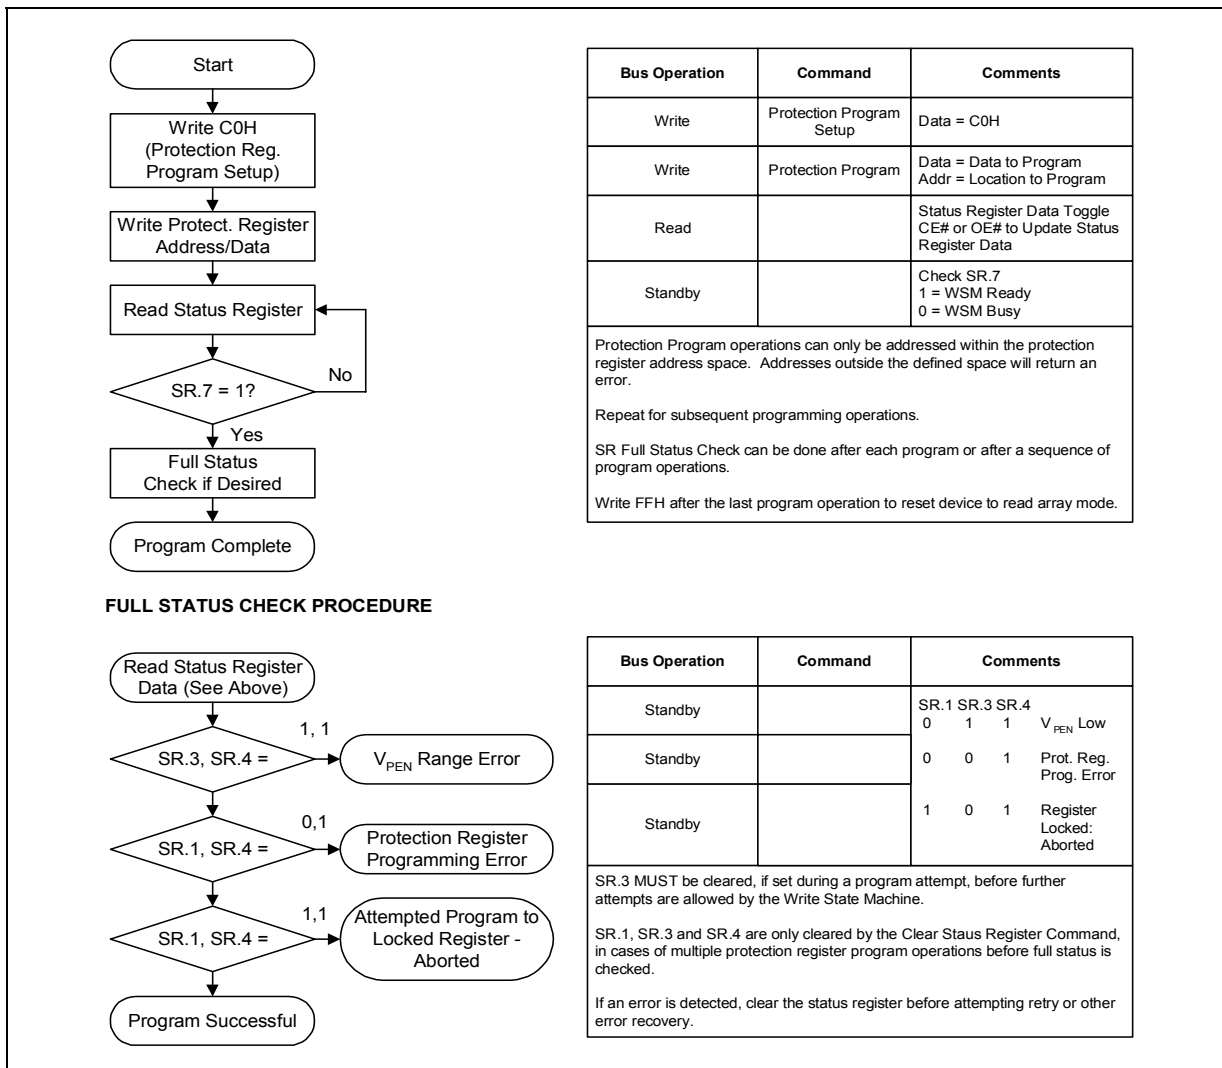 Start
Write C0H
(Protection Reg.
Program Setup)
Write Protect. Register
Address/Data
Read Status Register
No
SR.7 = 1?
Yes
Full Status
Check if Desired
Program Complete
Bus Operation Command Comments
Write Protection Program
Setup Data = C0H
Write Protection Program Data = Data to Program
Addr = Location to Program
Read Status Register Data Toggle
CE# or OE# to Update Status
Register Data
Standby Check SR.7
1 = WSM Ready
0 = WSM Busy
Protection Program operations can only be addressed within the protection
register address space. Addresses outside the defined space will return an
error.
Repeat for subsequent programming operations.
SR Full Status Check can be done after each program or after a sequence of
program operations.
Write FFH after the last program operation to reset device to read array mode.
FULL STATUS CHECK PROCEDURE
Read Status Register
Data (See Above)
1, 1
SR.3, SR.4 =
VPEN Range Error
0,1
SR.1, SR.4 =
Protection Register
Programming Error
1,1
SR.1, SR.4 =
Attempted Program to
Locked Register -
Aborted
Program Successful
Bus Operation Command Comments
Standby SR.1 SR.3 SR.4
0 1 1 VPEN Low
Standby 0 0 1 Prot. Reg.
Prog. Error
Standby 1 0 1 Register
Locked:
Aborted
SR.3 MUST be cleared, if set during a program attempt, before further
attempts are allowed by the Write State Machine.
SR.1, SR.3 and SR.4 are only cleared by the Clear Staus Register Command,
in cases of multiple protection register program operations before full status is
checked.
If an error is detected, clear the status register before attempting retry or other
error recovery.